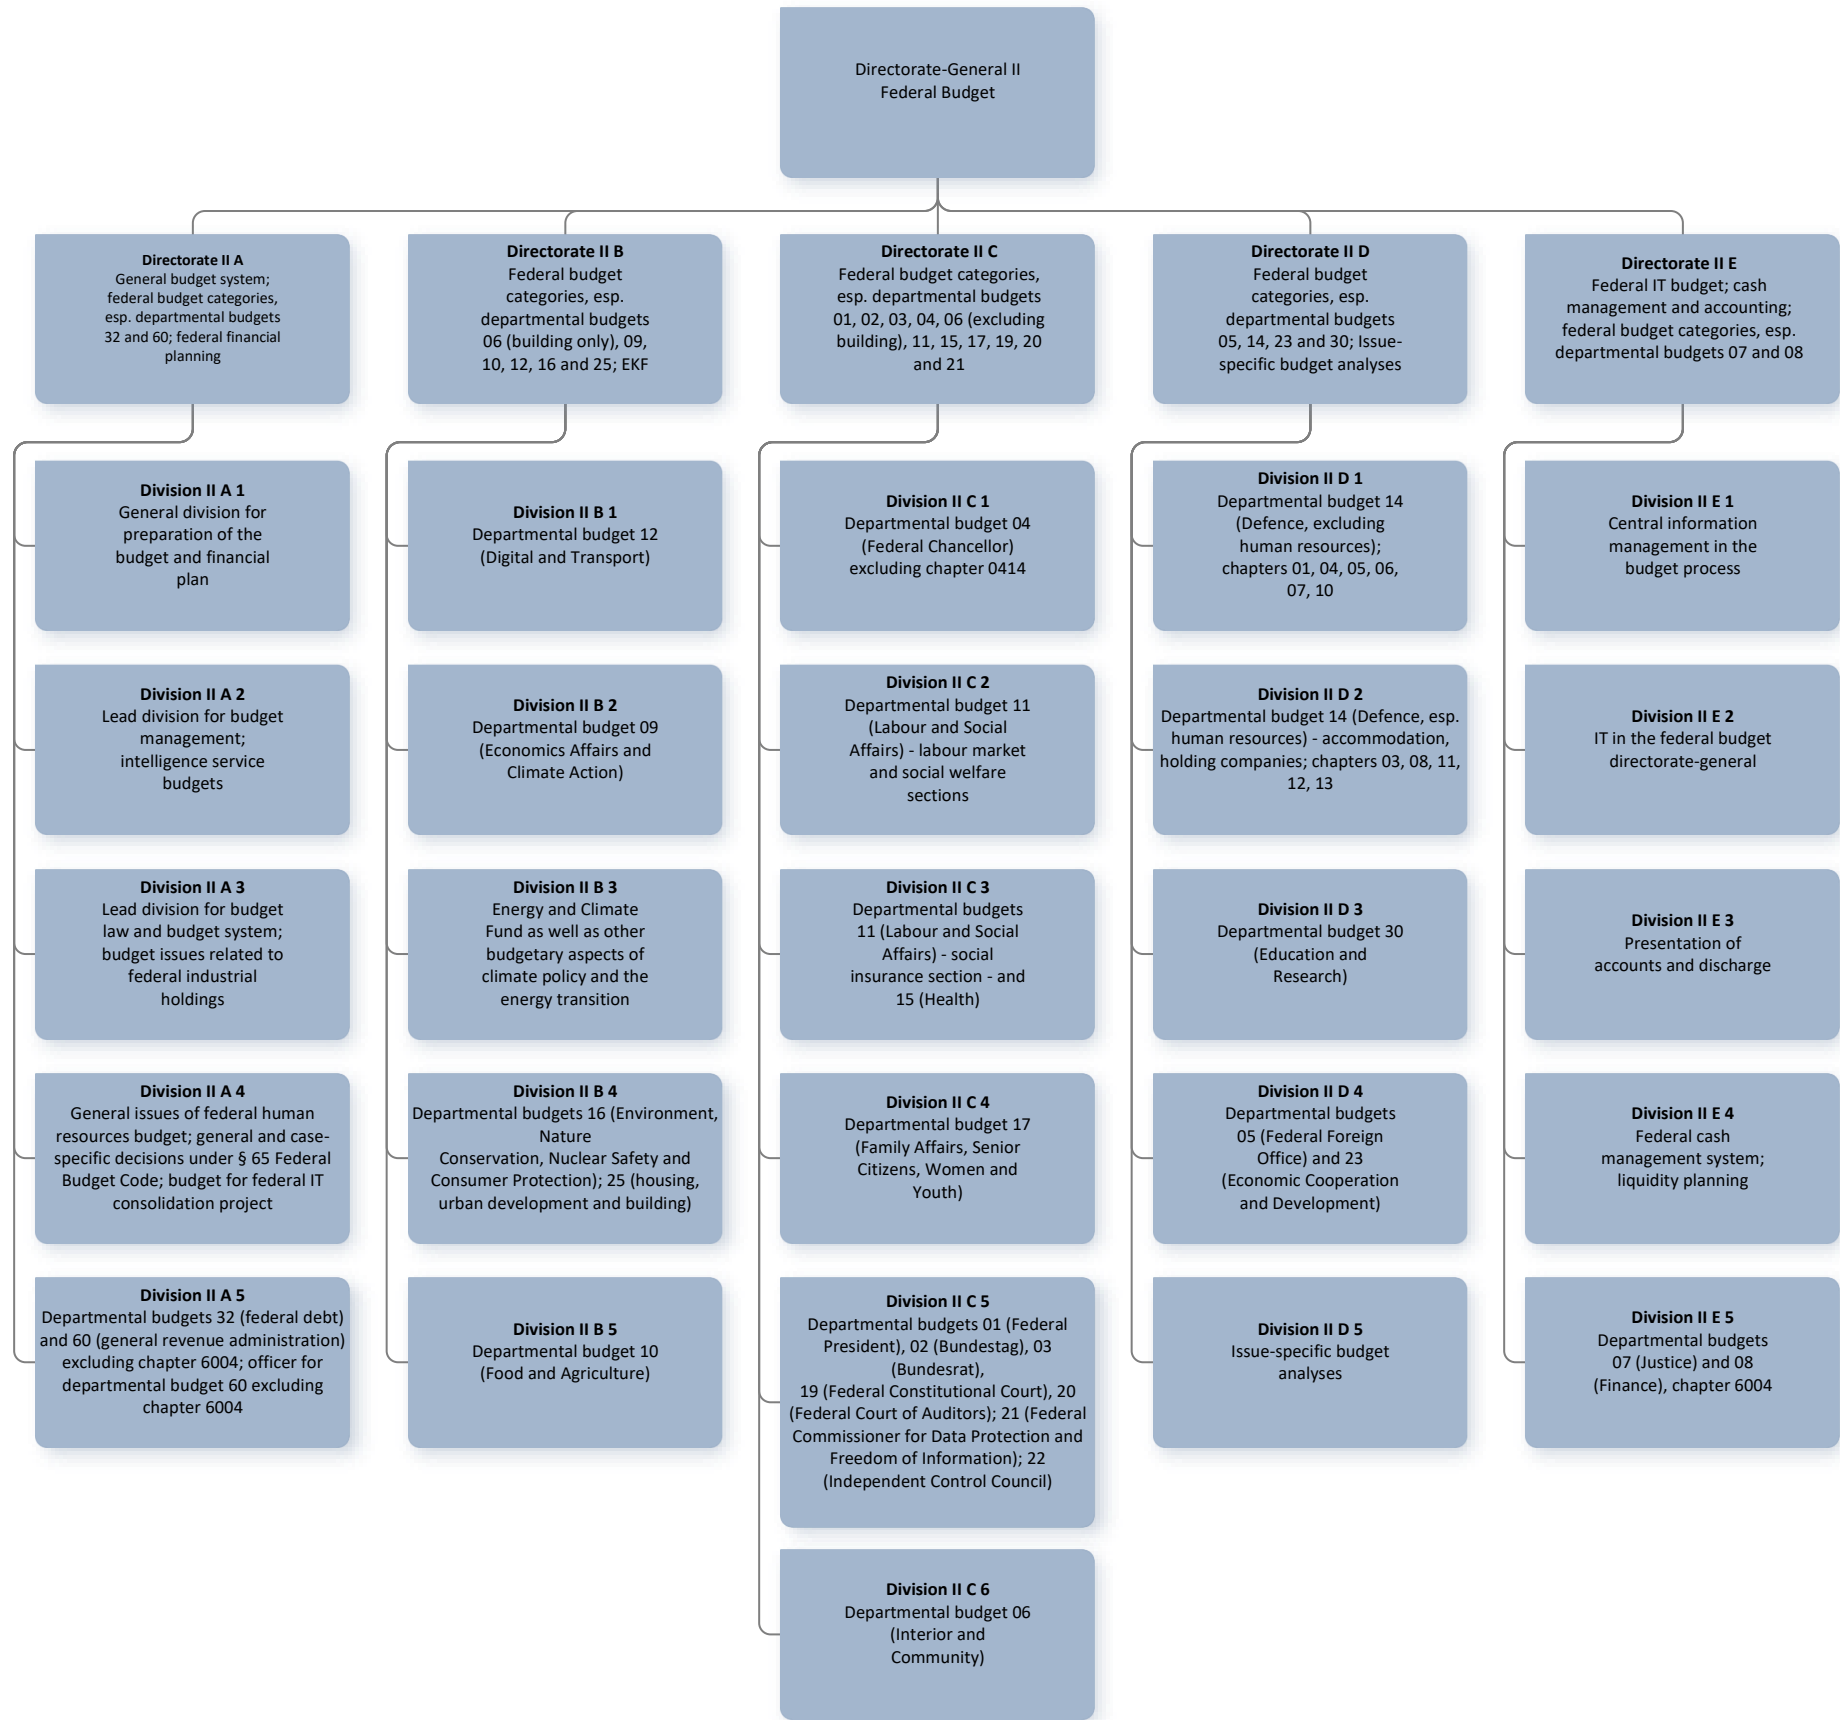 Directorate-General II
Federal Budget
Directorate II A
General budget system;
federal budget categories,
esp. departmental budgets
32 and 60; federal financial
planning
Division II A 1
General division for
preparation of the
budget and financial
plan
Division II A 2
Lead division for budget
management;
intelligence service
budgets
Division II A 3
Lead division for budget
law and budget system;
budget issues related to
federal industrial
holdings
Division II A 4
General issues of federal human
resources budget; general and case-
specific decisions under § 65 Federal
Budget Code; budget for federal IT
consolidation project
Division II A 5
Departmental budgets 32 (federal debt)
and 60 (general revenue administration)
excluding chapter 6004; officer for
departmental budget 60 excluding
chapter 6004
Directorate II B
Federal budget
categories, esp.
departmental budgets
06 (building only), 09,
10, 12, 16 and 25; EKF
Division II B 1
Departmental budget 12
(Digital and Transport)
Division II B 2
Departmental budget 09
(Economics Affairs and
Climate Action)
Division II B 3
Energy and Climate
Fund as well as other
budgetary aspects of
climate policy and the
energy transition
Division II B 4
Departmental budgets 16 (Environment,
Nature
Conservation, Nuclear Safety and
Consumer Protection); 25 (housing,
urban development and building)
Division II B 5
Departmental budget 10
(Food and Agriculture)
Directorate II C
Federal budget categories,
esp. departmental budgets
01, 02, 03, 04, 06 (excluding
building), 11, 15, 17, 19, 20
and 21
Division II C 1
Departmental budget 04
(Federal Chancellor)
excluding chapter 0414
Division II C 2
Departmental budget 11
(Labour and Social
Affairs) - labour market
and social welfare
sections
Division II C 3
Departmental budgets
11 (Labour and Social
Affairs) - social
insurance section - and
15 (Health)
Division II C 4
Departmental budget 17
(Family Affairs, Senior
Citizens, Women and
Youth)
Division II C 5
Departmental budgets 01 (Federal
President), 02 (Bundestag), 03
(Bundesrat),
19 (Federal Constitutional Court), 20
(Federal Court of Auditors); 21 (Federal
Commissioner for Data Protection and
Freedom of Information); 22
(Independent Control Council)
Division II C 6
Departmental budget 06
(Interior and
Community)
Directorate II D
Federal budget
categories, esp.
departmental budgets
05, 14, 23 and 30; Issue-
specific budget analyses
Division II D 1
Departmental budget 14
(Defence, excluding
human resources);
chapters 01, 04, 05, 06,
07, 10
Division II D 2
Departmental budget 14 (Defence, esp.
human resources) - accommodation,
holding companies; chapters 03, 08, 11,
12, 13
Division II D 3
Departmental budget 30
(Education and
Research)
Division II D 4
Departmental budgets
05 (Federal Foreign
Office) and 23
(Economic Cooperation
and Development)
Division II D 5
Issue-specific budget
analyses
Directorate II E
Federal IT budget; cash
management and accounting;
federal budget categories, esp.
departmental budgets 07 and 08
Division II E 1
Central information
management in the
budget process
Division II E 2
IT in the federal budget
directorate-general
Division II E 3
Presentation of
accounts and discharge
Division II E 4
Federal cash
management system;
liquidity planning
Division II E 5
Departmental budgets
07 (Justice) and 08
(Finance), chapter 6004